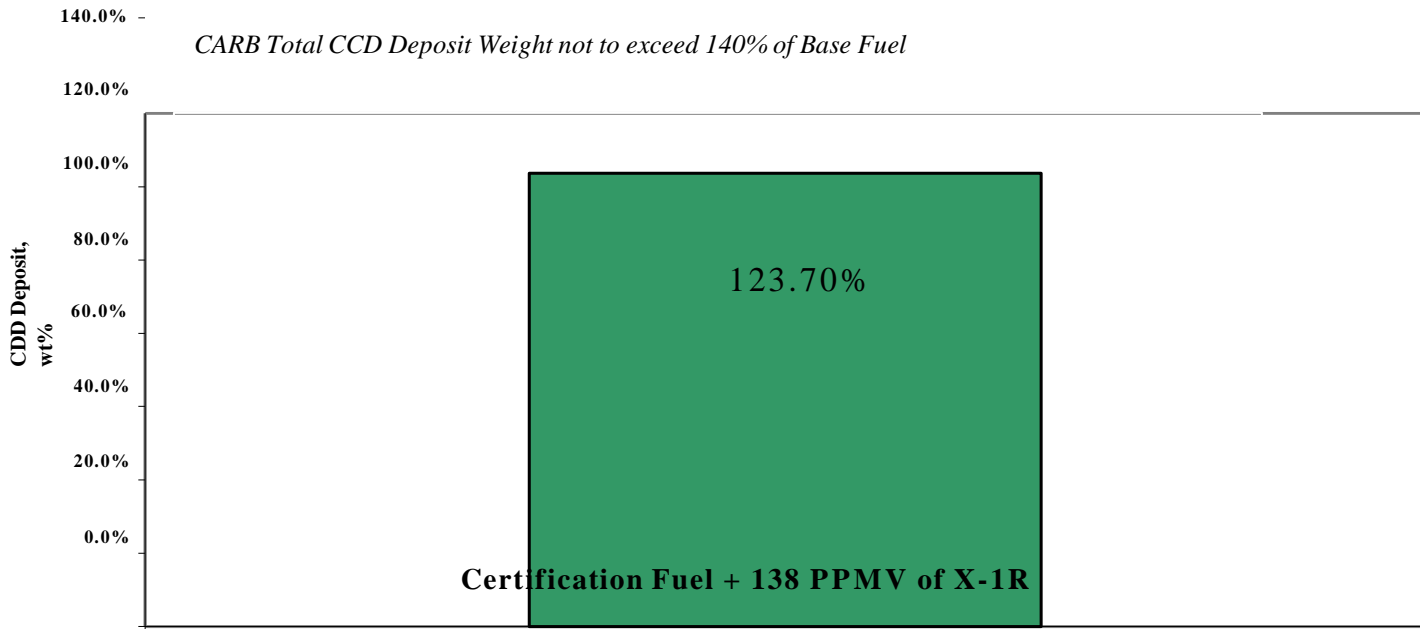 140.0%
CARB Total CCD Deposit Weight not to exceed 140% of Base Fuel
120.0%
100.0%
80.0%
60.0%
40.0%
20.0%
0.0%
CDD Deposit,
wt%
123.70%
Certification Fuel + 138 PPMV of X-1R